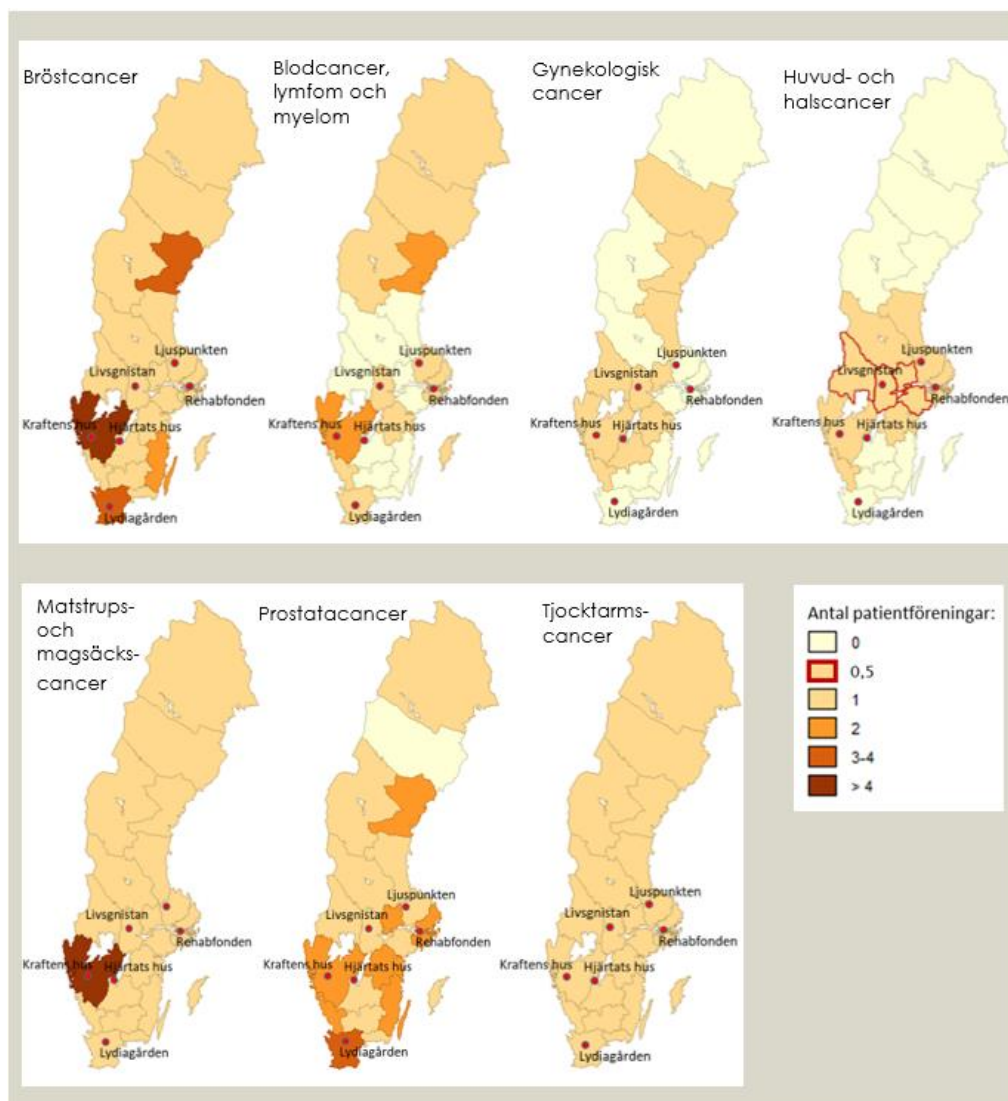 Bröstcancer
Ljuspunkten
Livsgnistan
Rehabfonden
Kraftens hus
Hjärtats hus
Lydiagården
Blodcancer,
lymfom och
myelom
Ljuspunkten
Livsgnistan
Rehabfonden
Kraftens hus
Hjärtats hus
Lydiagården
Gynekologisk
cancer
Ljuspunkten
Livsgnistan
Rehabfonden
Kraftens hus
Hjärtats hus
Lydiagården
Huvud- och
halscancer
Ljuspunkten
Livsgnistan
Rehabfonden
Kraftens hus
Hjärtats hus
Lydiagården
Matstrups-
och
magsäcks-
cancer
Livsgnistan
Rehabfonden
Kraftens hus
Hjärtats hus
Lydiagården
Prostatacancer
Ljuspunkten
Livsgnistan
Rehabfonden
Kraftens hus
Hjärtats hus
Lydiagården
Tjocktarms-
cancer
Ljuspunkten
Livsgnistan
Rehabfonden
Kraftens hus
Hjärtats hus
Lydiagården
Antal patientföreningar:
0
0,5
1
2
3-4
> 4